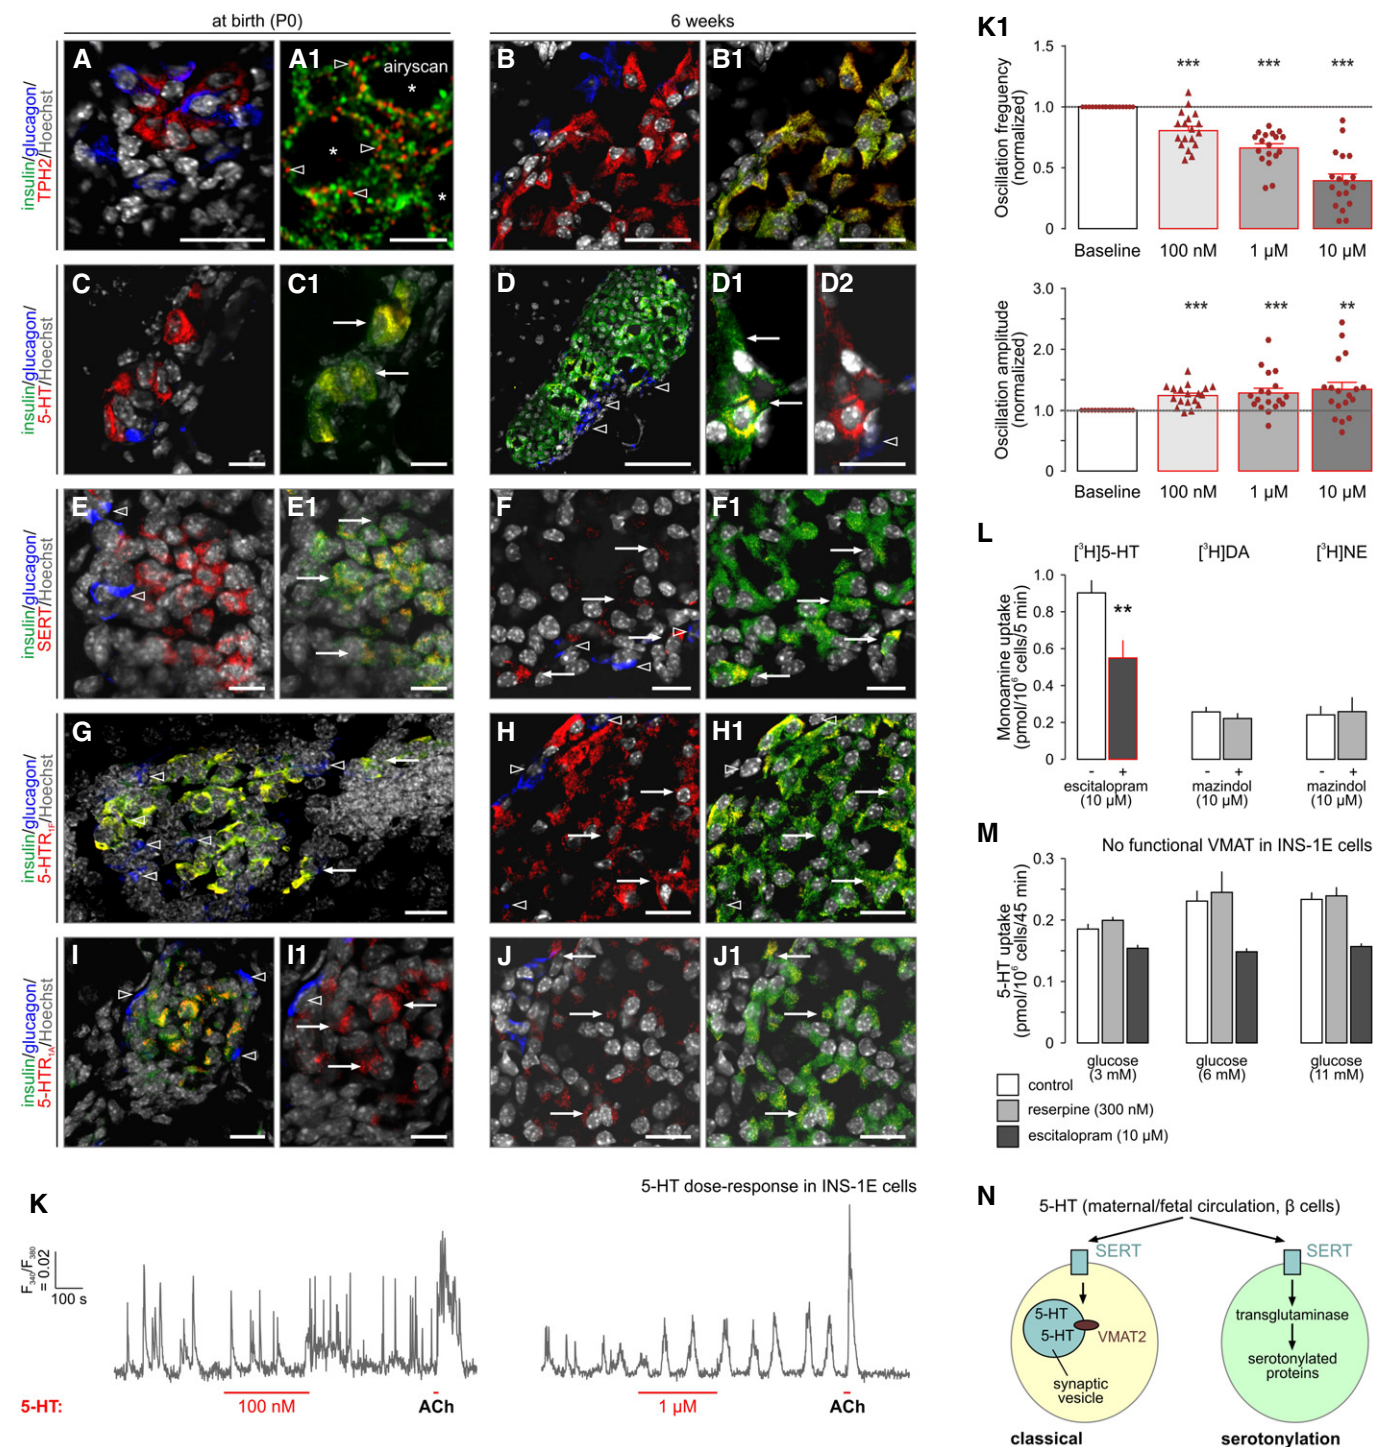 at birth (P0)
6 weeks
insulin/glucagon/
TPH2/Hoechst
A
A1
airyscan
*
*
*
B
B1
insulin/glucagon/
5-HT/Hoechst
C
C1
D
D1
D2
insulin/glucagon/
SERT/Hoechst
E
E1
F
F1
insulin/glucagon/
5-HTR1F/Hoechst
G
H
H1
insulin/glucagon/
5-HTR1A/Hoechst
I
I1
J
J1
K
5-HT dose-response in INS-1E cells
F340/F380
= 0.02
100 s
5-HT:
100 nM
ACh
1 µM
ACh
K1
Oscillation frequency
(normalized)
1.5
1.0
0.5
0
*** *** ***
Baseline 100 nM 1 µM 10 µM
Oscillation amplitude
(normalized)
3.0
2.0
1.0
0
*** *** **
Baseline 100 nM 1 µM 10 µM
L
[³H]5-HT [³H]DA [³H]NE
Monoamine uptake
(pmol/10⁶ cells/5 min)
1.0
0.8
0.6
0.4
0.2
0
**
- + - + - +
escitalopram mazindol mazindol
(10 µM) (10 µM) (10 µM)
M
No functional VMAT in INS-1E cells
5-HT uptake
(pmol/10⁶ cells/45 min)
0.3
0.2
0.1
0
glucose glucose glucose
(3 mM) (6 mM) (11 mM)
control
reserpine (300 nM)
escitalopram (10 µM)
N
5-HT (maternal/fetal circulation, β cells)
SERT SERT
5-HT
5-HT
VMAT2
synaptic
vesicle
classical
transglutaminase
serotonylated
proteins
serotonylation